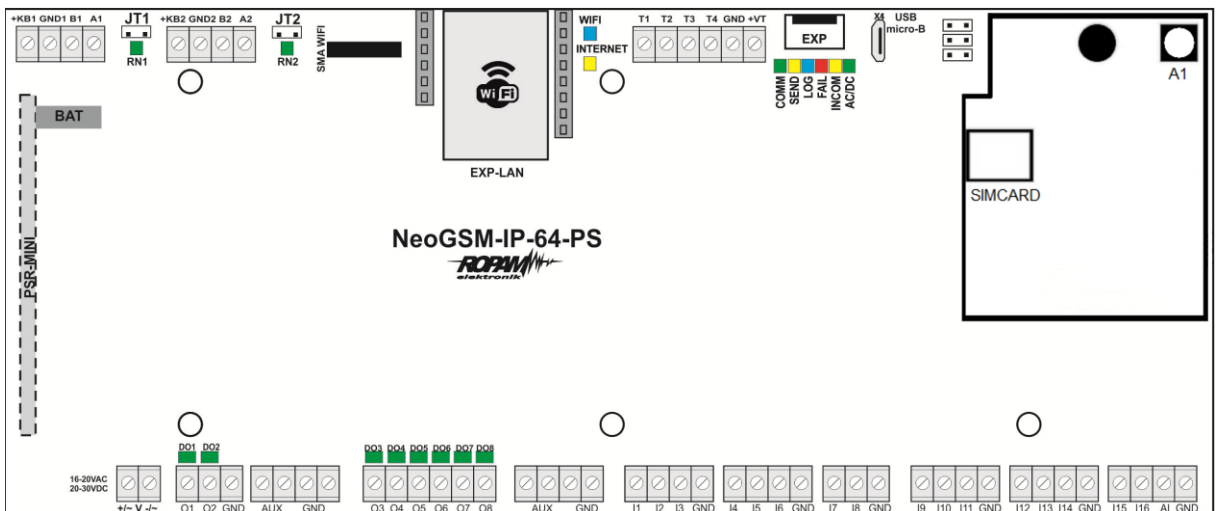 +KB1 GND1 B1 A1
JT1
RN1
+KB2 GND2 B2 A2
JT2
RN2
SMA WIFI
WiFi
EXP-LAN
WIFI
INTERNET
T1 T2 T3 T4 GND +VT
EXP
COMM
SEND
LOG
FAIL
INCOM
AC/DC
X4
USB
micro-B
A1
SIMCARD
BAT
PSR-MINI
NeoGSM-IP-64-PS
ROPAM
elektronik
DO1 DO2
DO3 DO4 DO5 DO6 DO7 DO8
16-20VAC
20-30VDC
+/~ V -/~
O1 O2 GND
AUX GND
O3 O4 O5 O6 O7 O8
AUX GND
I1 I2 I3 GND
I4 I5 I6 GND
I7 I8 GND
I9 I10 I11 GND
I12 I13 I14 GND
I15 I16 AI GND